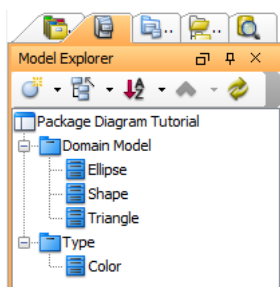 Model Explorer
Package Diagram Tutorial
Domain Model
Ellipse
Shape
Triangle
Type
Color